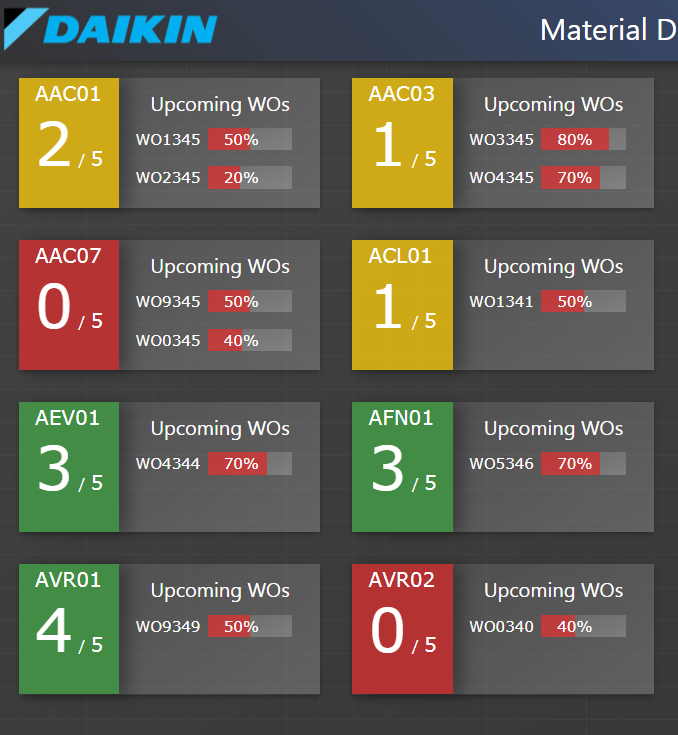 DAIKIN
Material D
AAC01
2 / 5
Upcoming WOs
WO1345 50%
WO2345 20%
AAC03
1 / 5
Upcoming WOs
WO3345 80%
WO4345 70%
AAC07
0 / 5
Upcoming WOs
WO9345 50%
WO0345 40%
ACL01
1 / 5
Upcoming WOs
WO1341 50%
AEV01
3 / 5
Upcoming WOs
WO4344 70%
AFN01
3 / 5
Upcoming WOs
WO5346 70%
AVR01
4 / 5
Upcoming WOs
WO9349 50%
AVR02
0 / 5
Upcoming WOs
WO0340 40%